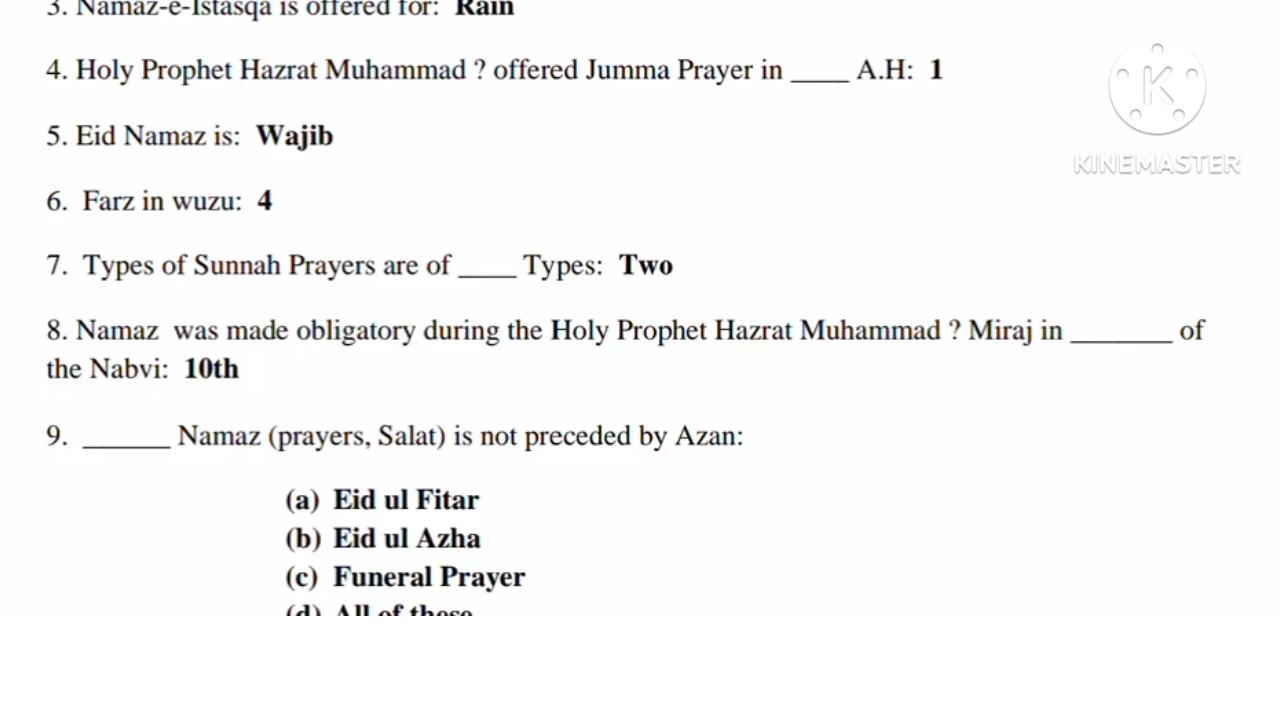 3. Namaz-e-Istasqa is offered for: Rain
4. Holy Prophet Hazrat Muhammad ? offered Jumma Prayer in ____ A.H: 1
K
KINEMASTER
5. Eid Namaz is: Wajib
6. Farz in wuzu: 4
7. Types of Sunnah Prayers are of ____ Types: Two
8. Namaz was made obligatory during the Holy Prophet Hazrat Muhammad ? Miraj in _______ of
the Nabvi: 10th
9. ______ Namaz (prayers, Salat) is not preceded by Azan:
(a) Eid ul Fitar
(b) Eid ul Azha
(c) Funeral Prayer
(d) All of these